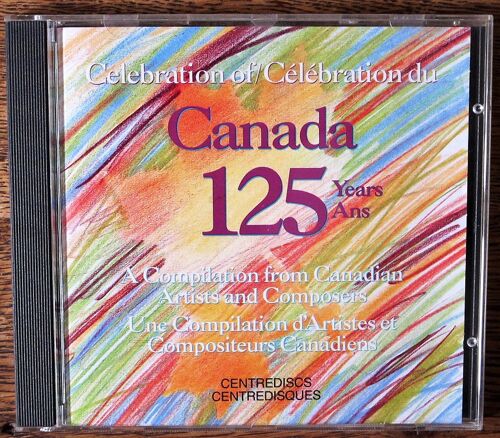 Celebration of/Célébration du
Canada
125 Years
Ans
A Compilation from Canadian
Artists and Composers
Une Compilation d'Artistes et
Compositeurs Canadiens
CENTREDISCS
CENTREDISQUES